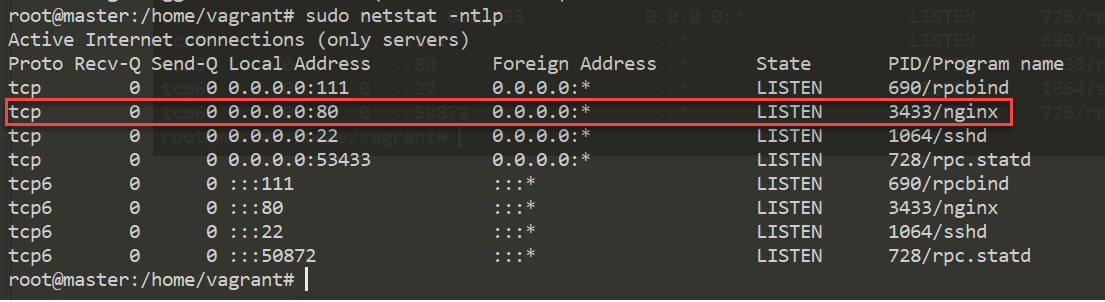 root@master:/home/vagrant# sudo netstat -ntlp
Active Internet connections (only servers)
Proto Recv-Q Send-Q Local Address           Foreign Address         State       PID/Program name
tcp        0      0 0.0.0.0:111             0.0.0.0:*               LISTEN      690/rpcbind
tcp        0      0 0.0.0.0:80              0.0.0.0:*               LISTEN      3433/nginx
tcp        0      0 0.0.0.0:22              0.0.0.0:*               LISTEN      1064/sshd
tcp        0      0 0.0.0.0:53433           0.0.0.0:*               LISTEN      728/rpc.statd
tcp6       0      0 :::111                  :::*                    LISTEN      690/rpcbind
tcp6       0      0 :::80                   :::*                    LISTEN      3433/nginx
tcp6       0      0 :::22                   :::*                    LISTEN      1064/sshd
tcp6       0      0 :::50872                :::*                    LISTEN      728/rpc.statd
root@master:/home/vagrant#